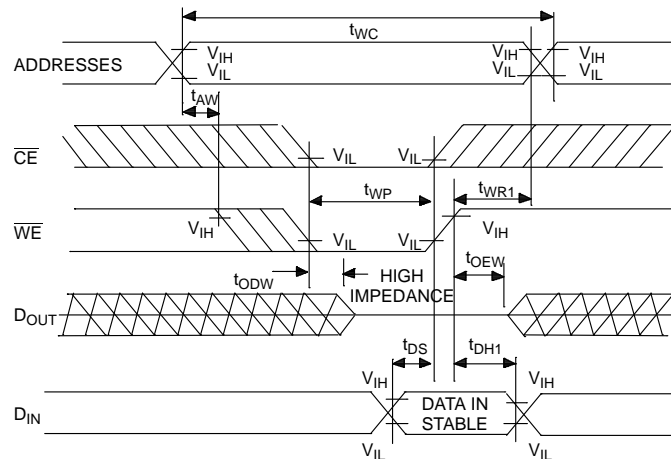 tWC
ADDRESSES
VIH
VIL
VIH
VIL
VIH
VIL
tAW
CE
VIL
VIL
tWP
tWR1
WE
VIH
VIL
VIL
VIH
tODW
HIGH
IMPEDANCE
tOEW
DOUT
tDS
tDH1
VIH
VIH
DIN
DATA IN
STABLE
VIL
VIL